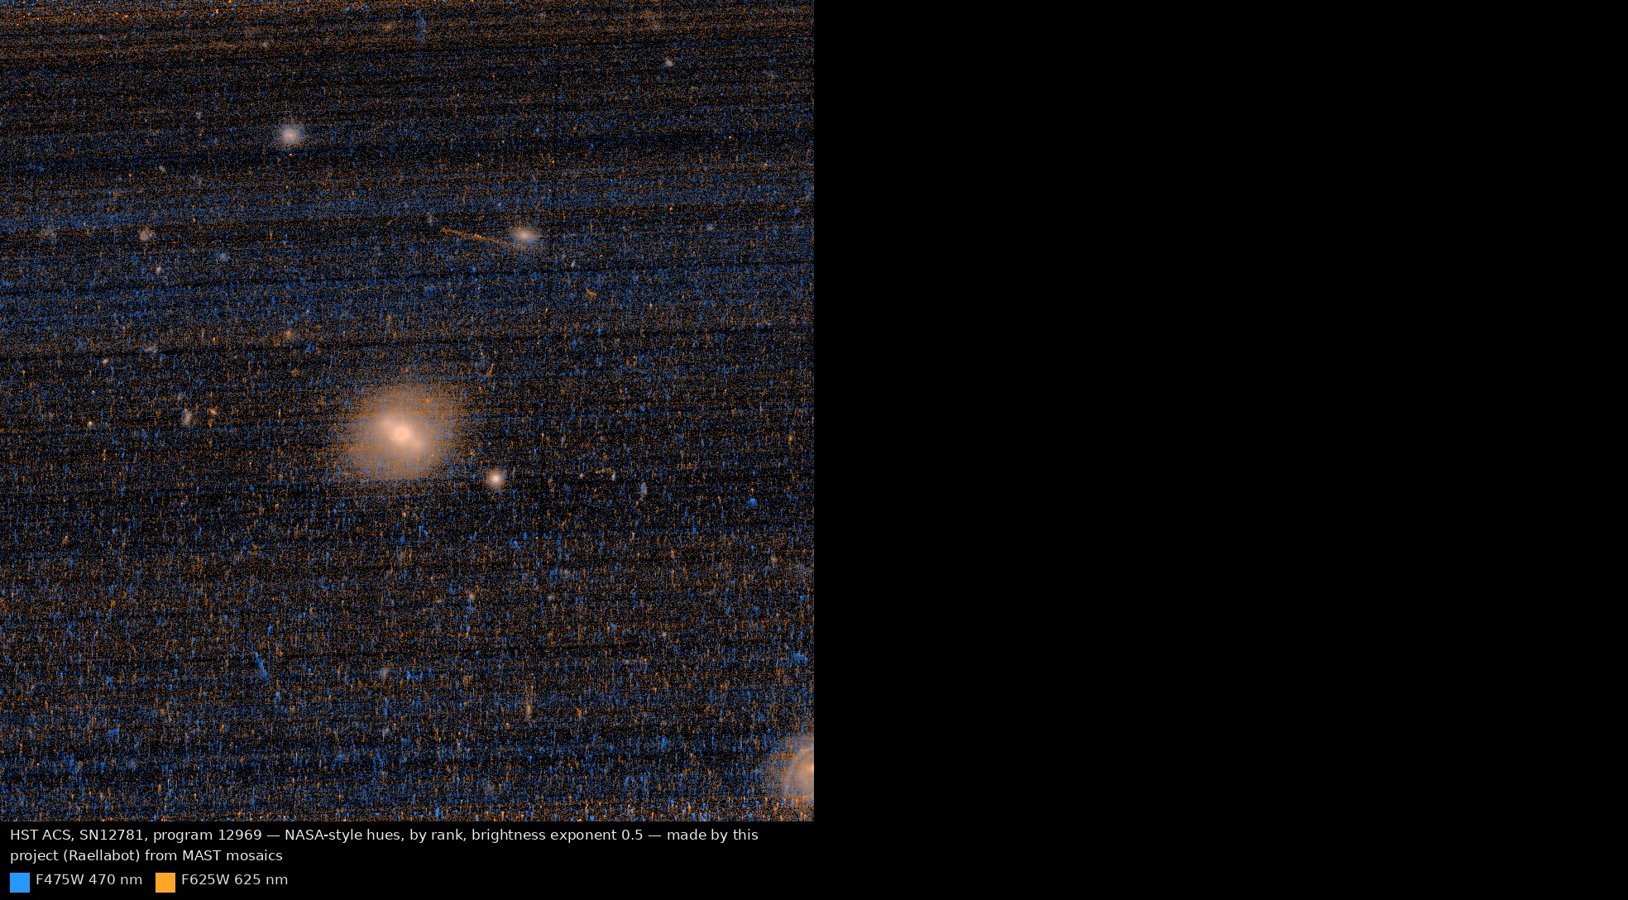 HST ACS, SN12781, program 12969 — NASA-style hues, by rank, brightness exponent 0.5 — made by this
project (Raellabot) from MAST mosaics
F475W 470 nm F625W 625 nm